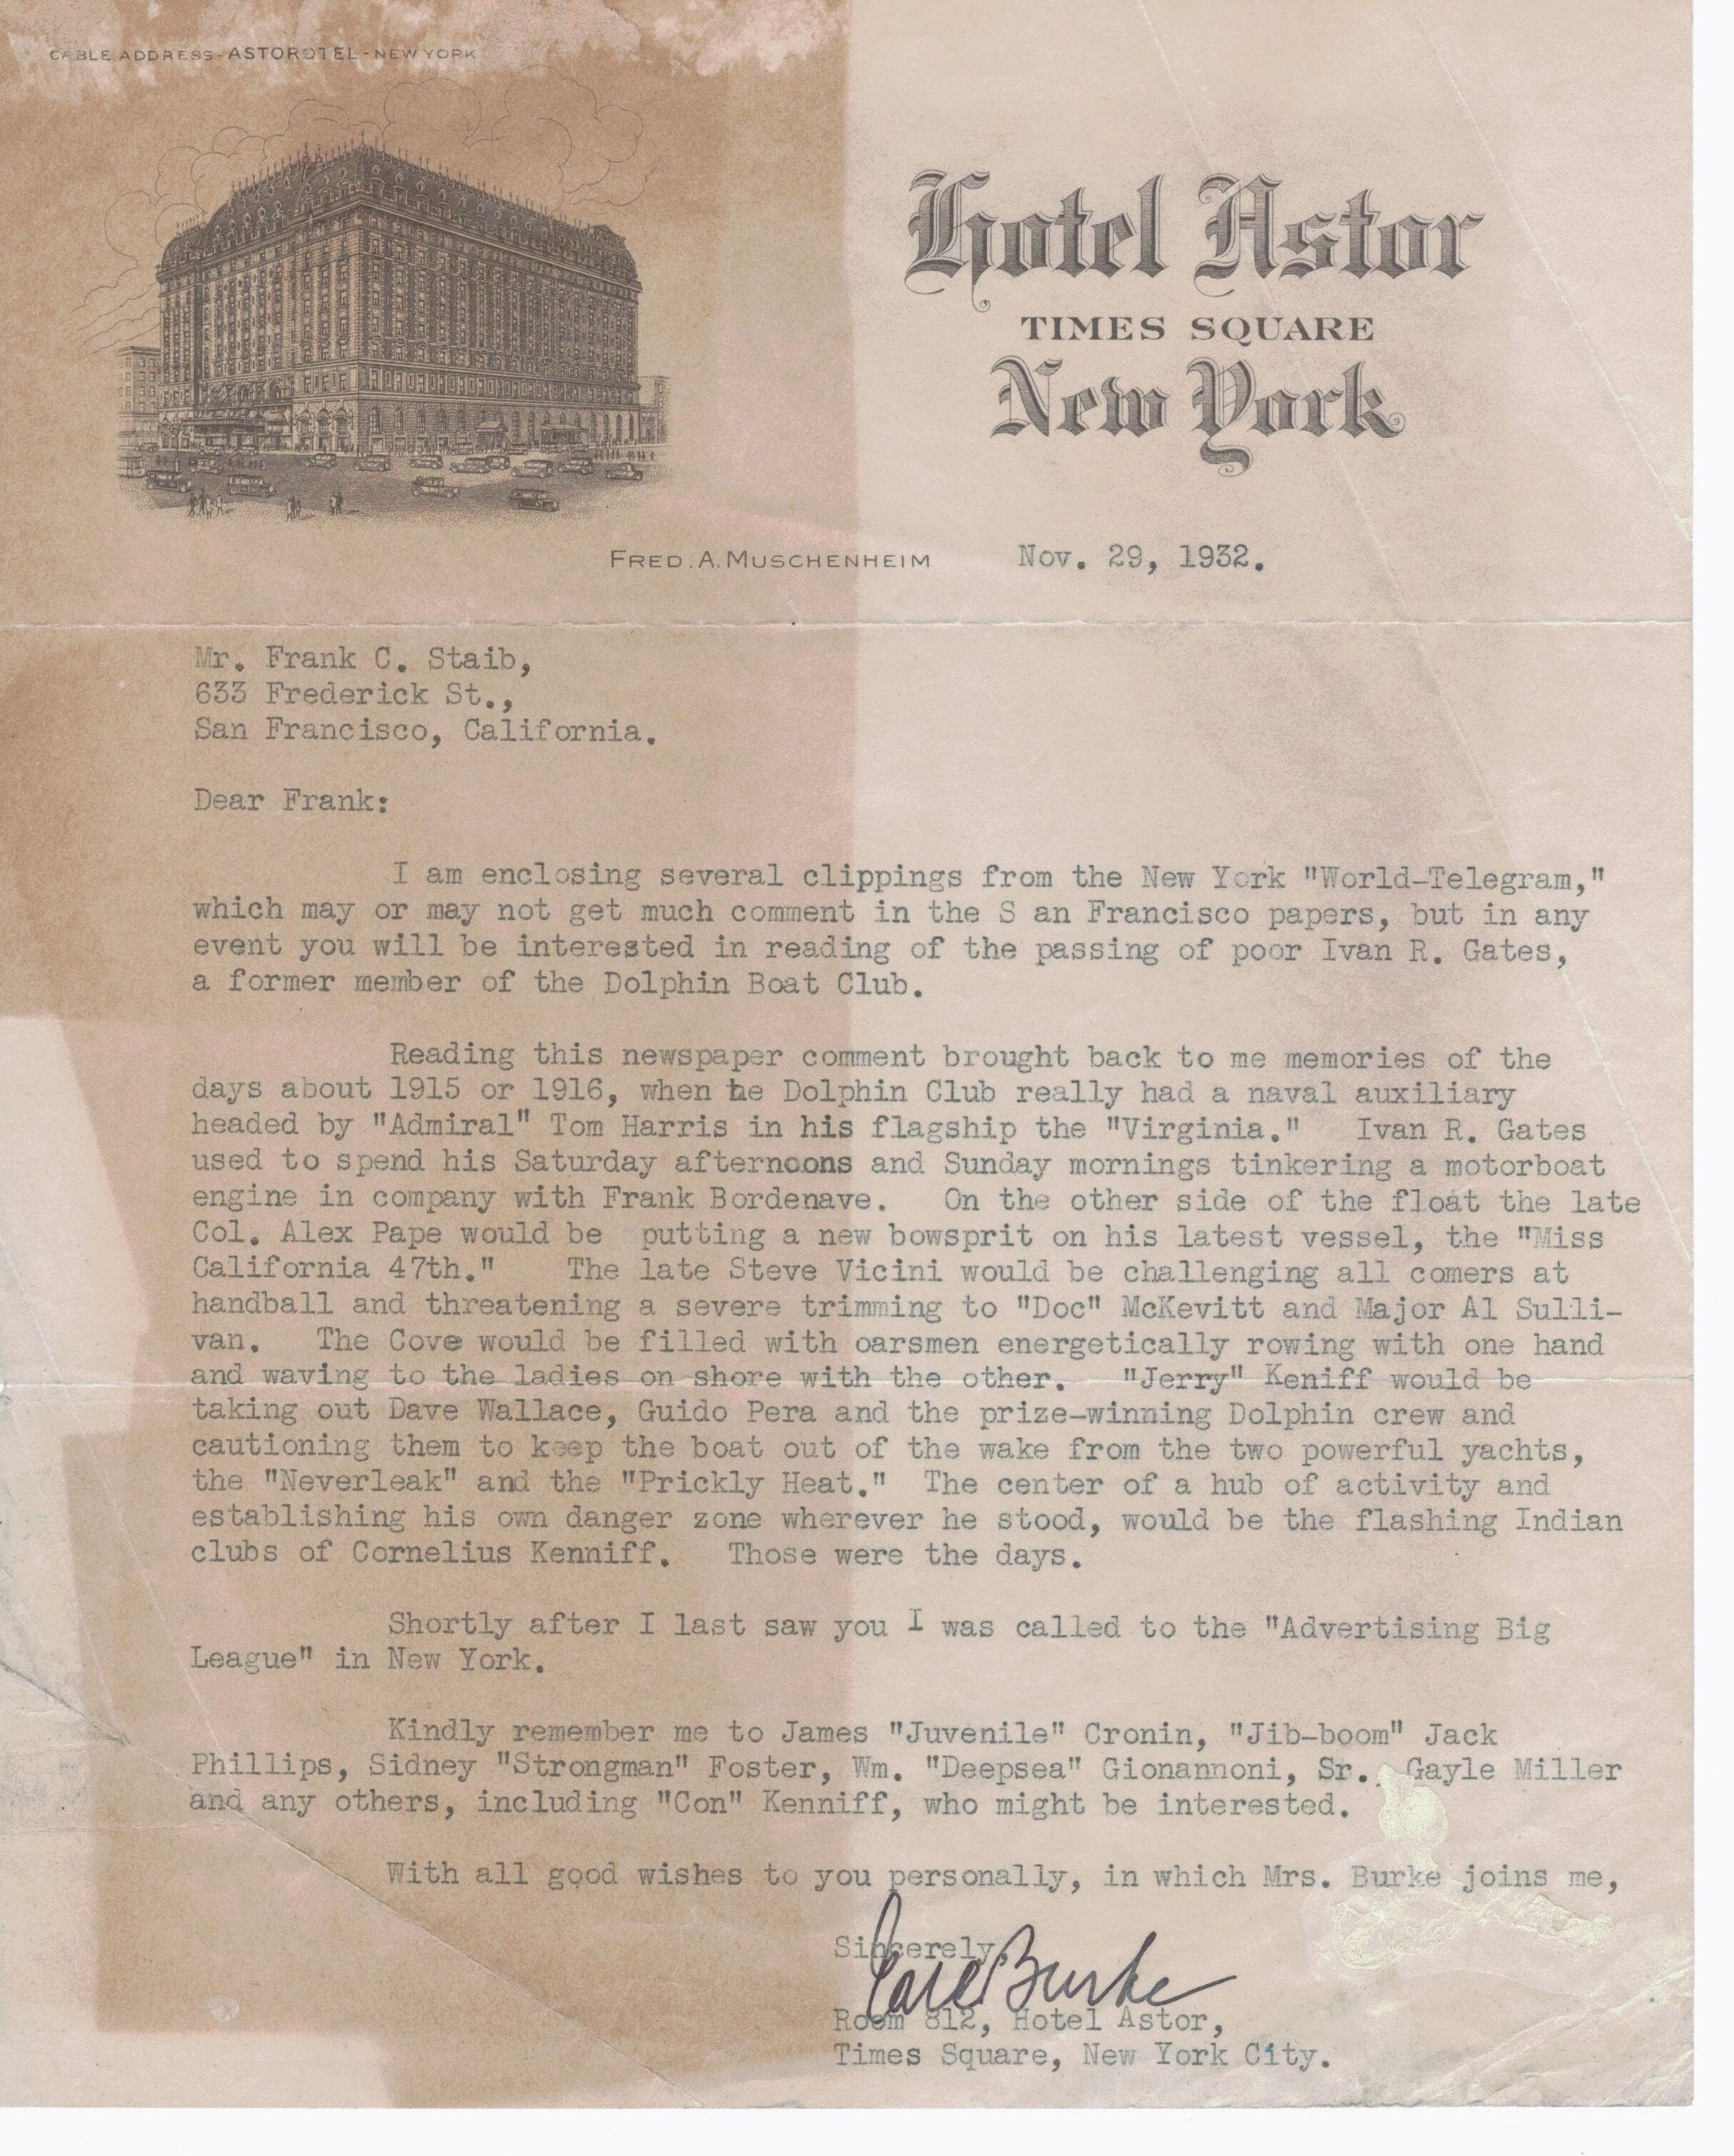 CABLE ADDRESS-ASTOROTEL-NEW YORK
Hotel Astor
TIMES SQUARE
New York
FRED. A. MUSCHENHEIM
Nov. 29, 1932.
Mr. Frank C. Staib,
633 Frederick St.,
San Francisco, California.
Dear Frank:
I am enclosing several clippings from the New York "World-Telegram,"
which may or may not get much comment in the S an Francisco papers, but in any
event you will be interested in reading of the passing of poor Ivan R. Gates,
a former member of the Dolphin Boat Club.
Reading this newspaper comment brought back to me memories of the
days about 1915 or 1916, when he Dolphin Club really had a naval auxiliary
headed by "Admiral" Tom Harris in his flagship the "Virginia." Ivan R. Gates
used to spend his Saturday afternoons and Sunday mornings tinkering a motorboat
engine in company with Frank Bordenave. On the other side of the float the late
Col. Alex Pape would be putting a new bowsprit on his latest vessel, the "Miss
California 47th." The late Steve Vicini would be challenging all comers at
handball and threatening a severe trimming to "Doc" McKevitt and Major Al Sulli-
van. The Cove would be filled with oarsmen energetically rowing with one hand
and waving to the ladies on shore with the other. "Jerry" Keniff would be
taking out Dave Wallace, Guido Pera and the prize-winning Dolphin crew and
cautioning them to keep the boat out of the wake from the two powerful yachts,
the "Neverleak" and the "Prickly Heat." The center of a hub of activity and
establishing his own danger zone wherever he stood, would be the flashing Indian
clubs of Cornelius Kenniff. Those were the days.
Shortly after I last saw you I was called to the "Advertising Big
League" in New York.
Kindly remember me to James "Juvenile" Cronin, "Jib-boom" Jack
Phillips, Sidney "Strongman" Foster, Wm. "Deepsea" Gionannoni, Sr., Gayle Miller
and any others, including "Con" Kenniff, who might be interested.
With all good wishes to you personally, in which Mrs. Burke joins me,
Sincerely,
Carl Burke
Room 812, Hotel Astor,
Times Square, New York City.